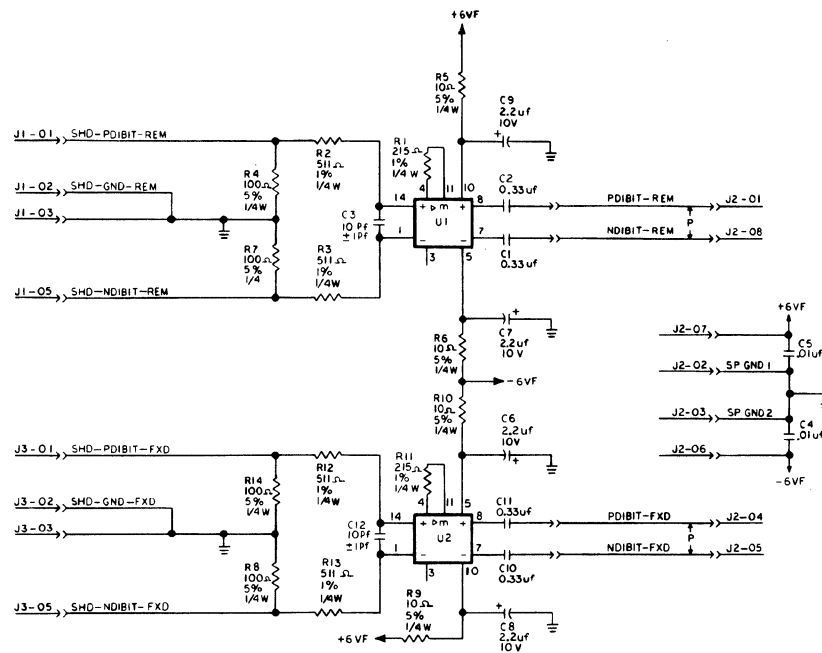 +6VF
R5
10Ω
5%
1/4W
C9
2.2uf
10V
+
J1-01
SHD-PDIBIT-REM
R2
511Ω
1%
1/4W
R1
215Ω
1%
1/4W
4
11
10
C2
0.33uf
R4
100Ω
5%
1/4W
J1-02
SHD-GND-REM
J1-03
C3
10 Pf
±1Pf
14
1
+
m
+
-
-
U1
8
7
3
5
PDIBIT-REM
J2-01
P
NDIBIT-REM
J2-08
C1
0.33uf
R7
100Ω
5%
1/4
R3
511Ω
1%
1/4W
J1-05
SHD-NDIBIT-REM
C7
2.2uf
10V
+
R6
10Ω
5%
1/4W
-6VF
R10
10Ω
5%
1/4W
C6
2.2uf
10V
+
+6VF
J2-07
C5
.01uf
J2-02
SP GND 1
J2-03
SP GND2
C4
.01uf
J2-06
-6VF
J3-01
SHD-PDIBIT-FXD
R12
511Ω
1%
1/4W
R11
215Ω
1%
1/4W
4
11
5
C11
0.33uf
R14
100Ω
5%
1/4W
J3-02
SHD-GND-FXD
J3-03
C12
10Pf
±1Pf
14
1
+
m
+
-
-
U2
8
7
3
10
PDIBIT-FXD
J2-04
P
NDIBIT-FXD
J2-05
C10
0.33uf
R8
100Ω
5%
1/4W
R13
511 Ω
1%
1/4W
J3-05
SHD-NDIBIT-FXD
R9
10Ω
5%
1/4W
+6VF
+
C8
2.2uf
10V